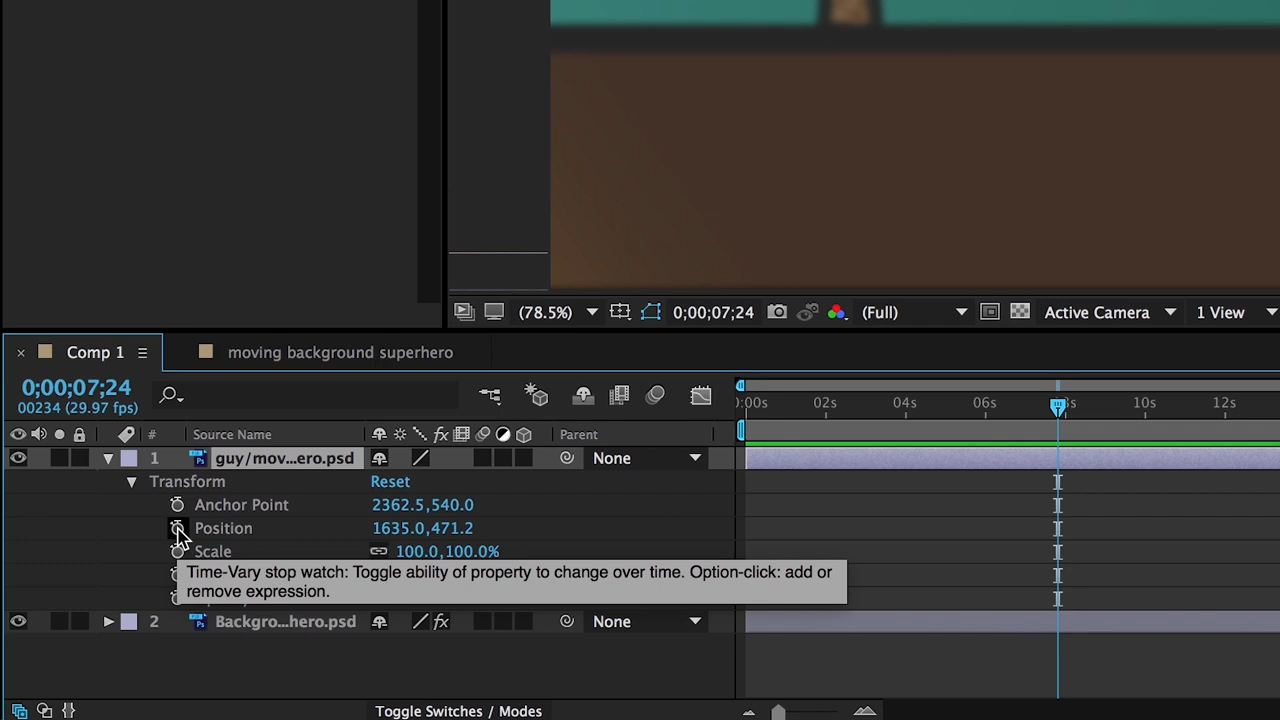 (78.5%) 0;00;07;24 (Full) Active Camera 1 View
× Comp 1 moving background superhero
0;00;07;24
00234 (29.97 fps)
:00s 02s 04s 06s 10s 12s
# Source Name fx Parent
1 Ps guy/mov...ero.psd None
Transform Reset
Anchor Point 2362.5,540.0
Position 1635.0,471.2
Scale 100.0,100.0%
Time-Vary stop watch: Toggle ability of property to change over time. Option-click: add or
remove expression.
2 Ps Backgro...hero.psd fx None
Toggle Switches / Modes